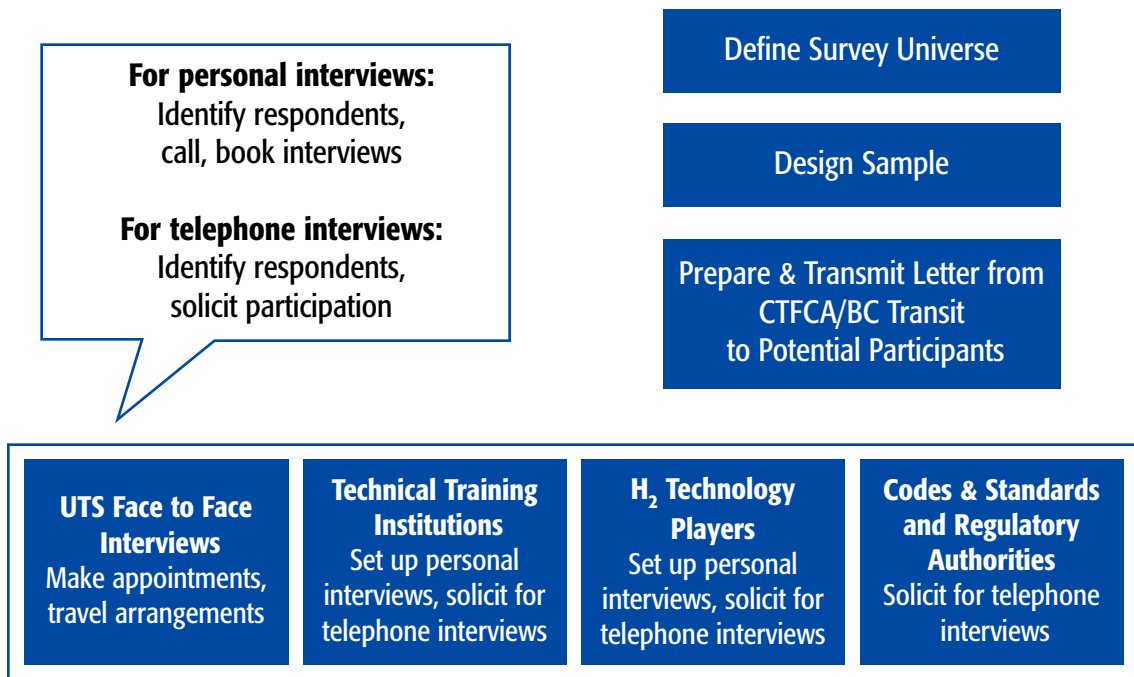 For personal interviews:
Identify respondents,
call, book interviews
For telephone interviews:
Identify respondents,
solicit participation
Define Survey Universe
Design Sample
Prepare & Transmit Letter from
CTFCA/BC Transit
to Potential Participants
UTS Face to Face
Interviews
Make appointments,
travel arrangements
Technical Training
Institutions
Set up personal
interviews, solicit for
telephone interviews
H₂ Technology
Players
Set up personal
interviews, solicit for
telephone interviews
Codes & Standards
and Regulatory
Authorities
Solicit for telephone
interviews